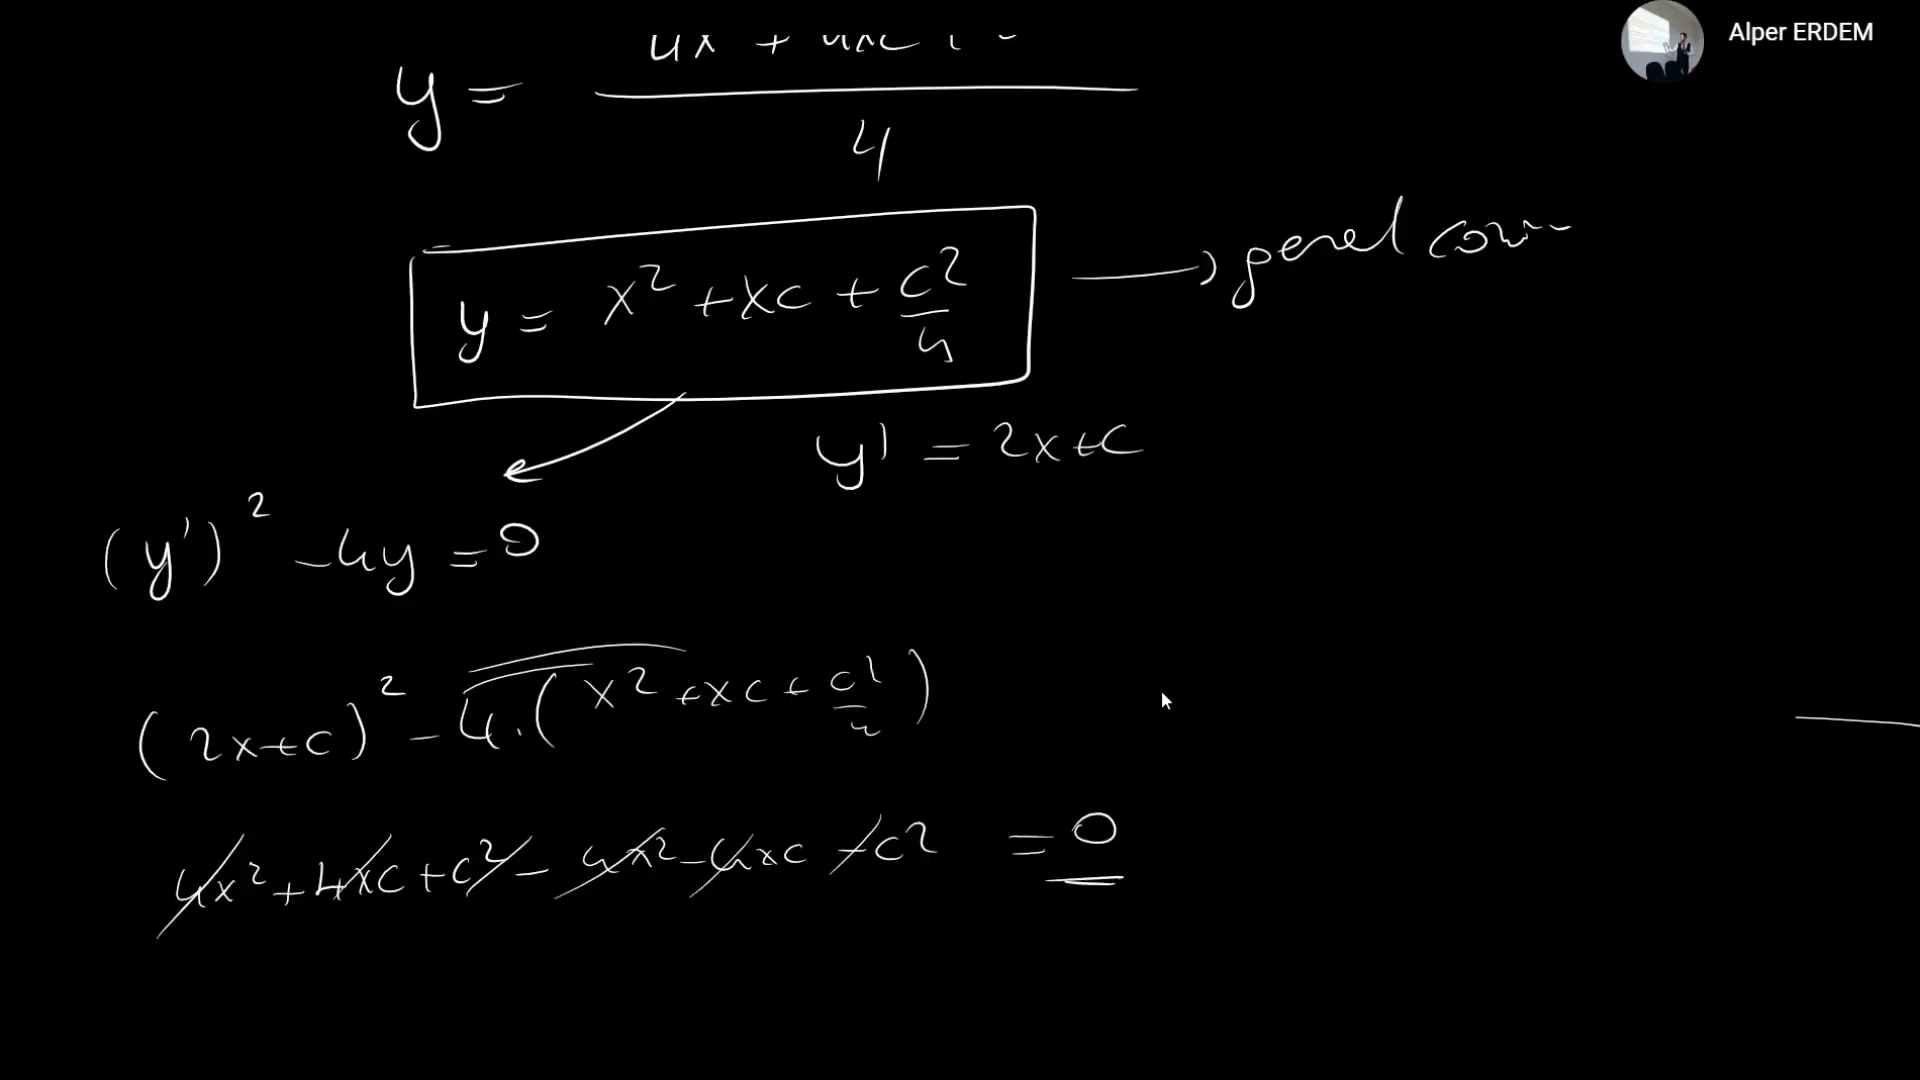 Alper ERDEM
y = 4
y = x² + xc + c²/4 → genel
y' = 2x+c
(y')² - 4y = 0
(2x+c)² - 4.(x² + xc + c²/4)
4x² + 4xc + c² - 4x² - 4xc - c² = 0